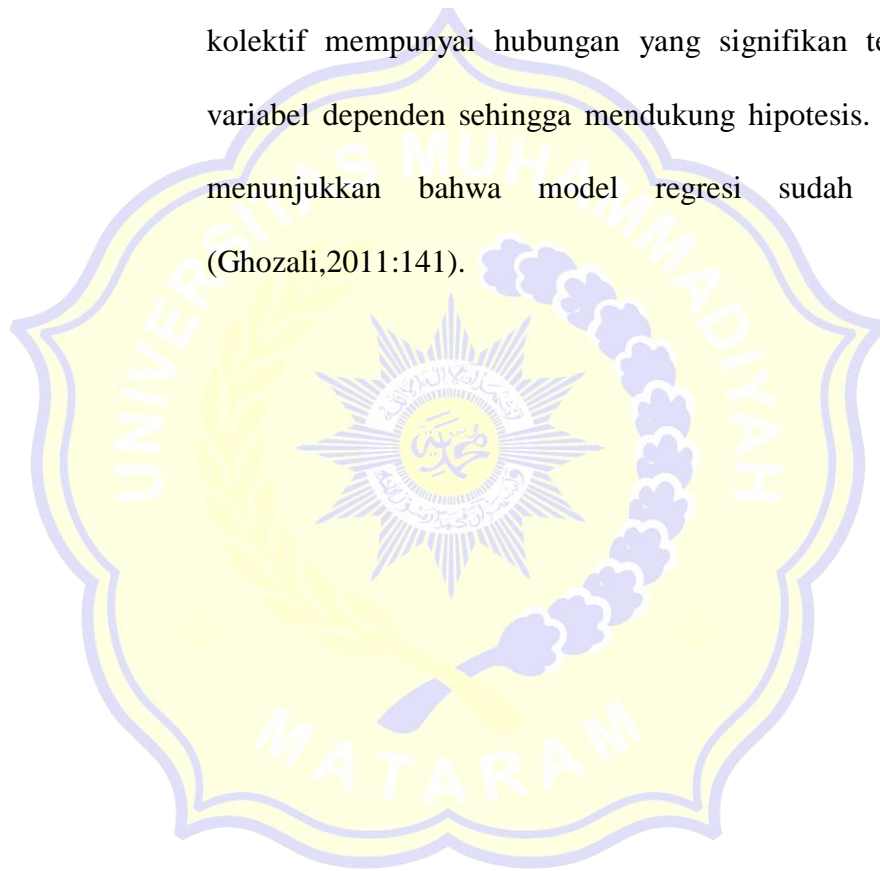 kolektif mempunyai hubungan yang signifikan te
variabel dependen sehingga mendukung hipotesis.
menunjukkan bahwa model regresi sudah
(Ghozali,2011:141).
UNIVERSITAS MUHAMMADIYAH
MATARAM